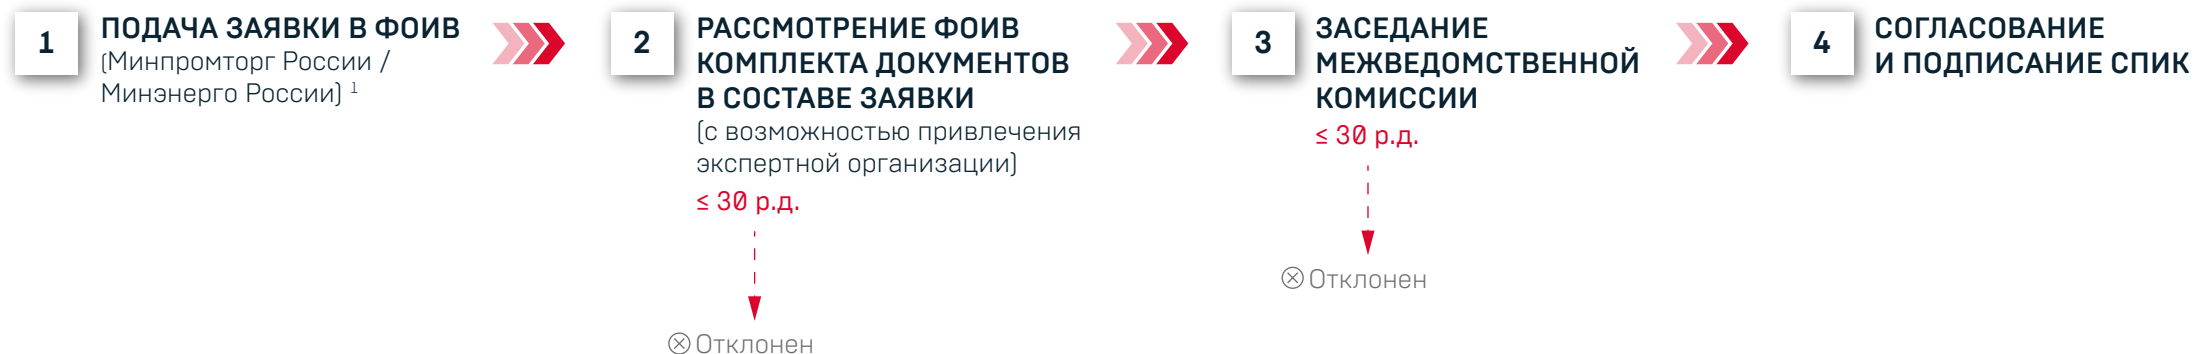 1
ПОДАЧА ЗАЯВКИ В ФОИВ
(Минпромторг России /
Минэнерго России) 1
2
РАССМОТРЕНИЕ ФОИВ
КОМПЛЕКТА ДОКУМЕНТОВ
В СОСТАВЕ ЗАЯВКИ
(с возможностью привлечения
экспертной организации)
≤ 30 р.д.
Отклонен
3
ЗАСЕДАНИЕ
МЕЖВЕДОМСТВЕННОЙ
КОМИССИИ
≤ 30 р.д.
Отклонен
4
СОГЛАСОВАНИЕ
И ПОДПИСАНИЕ СПИК